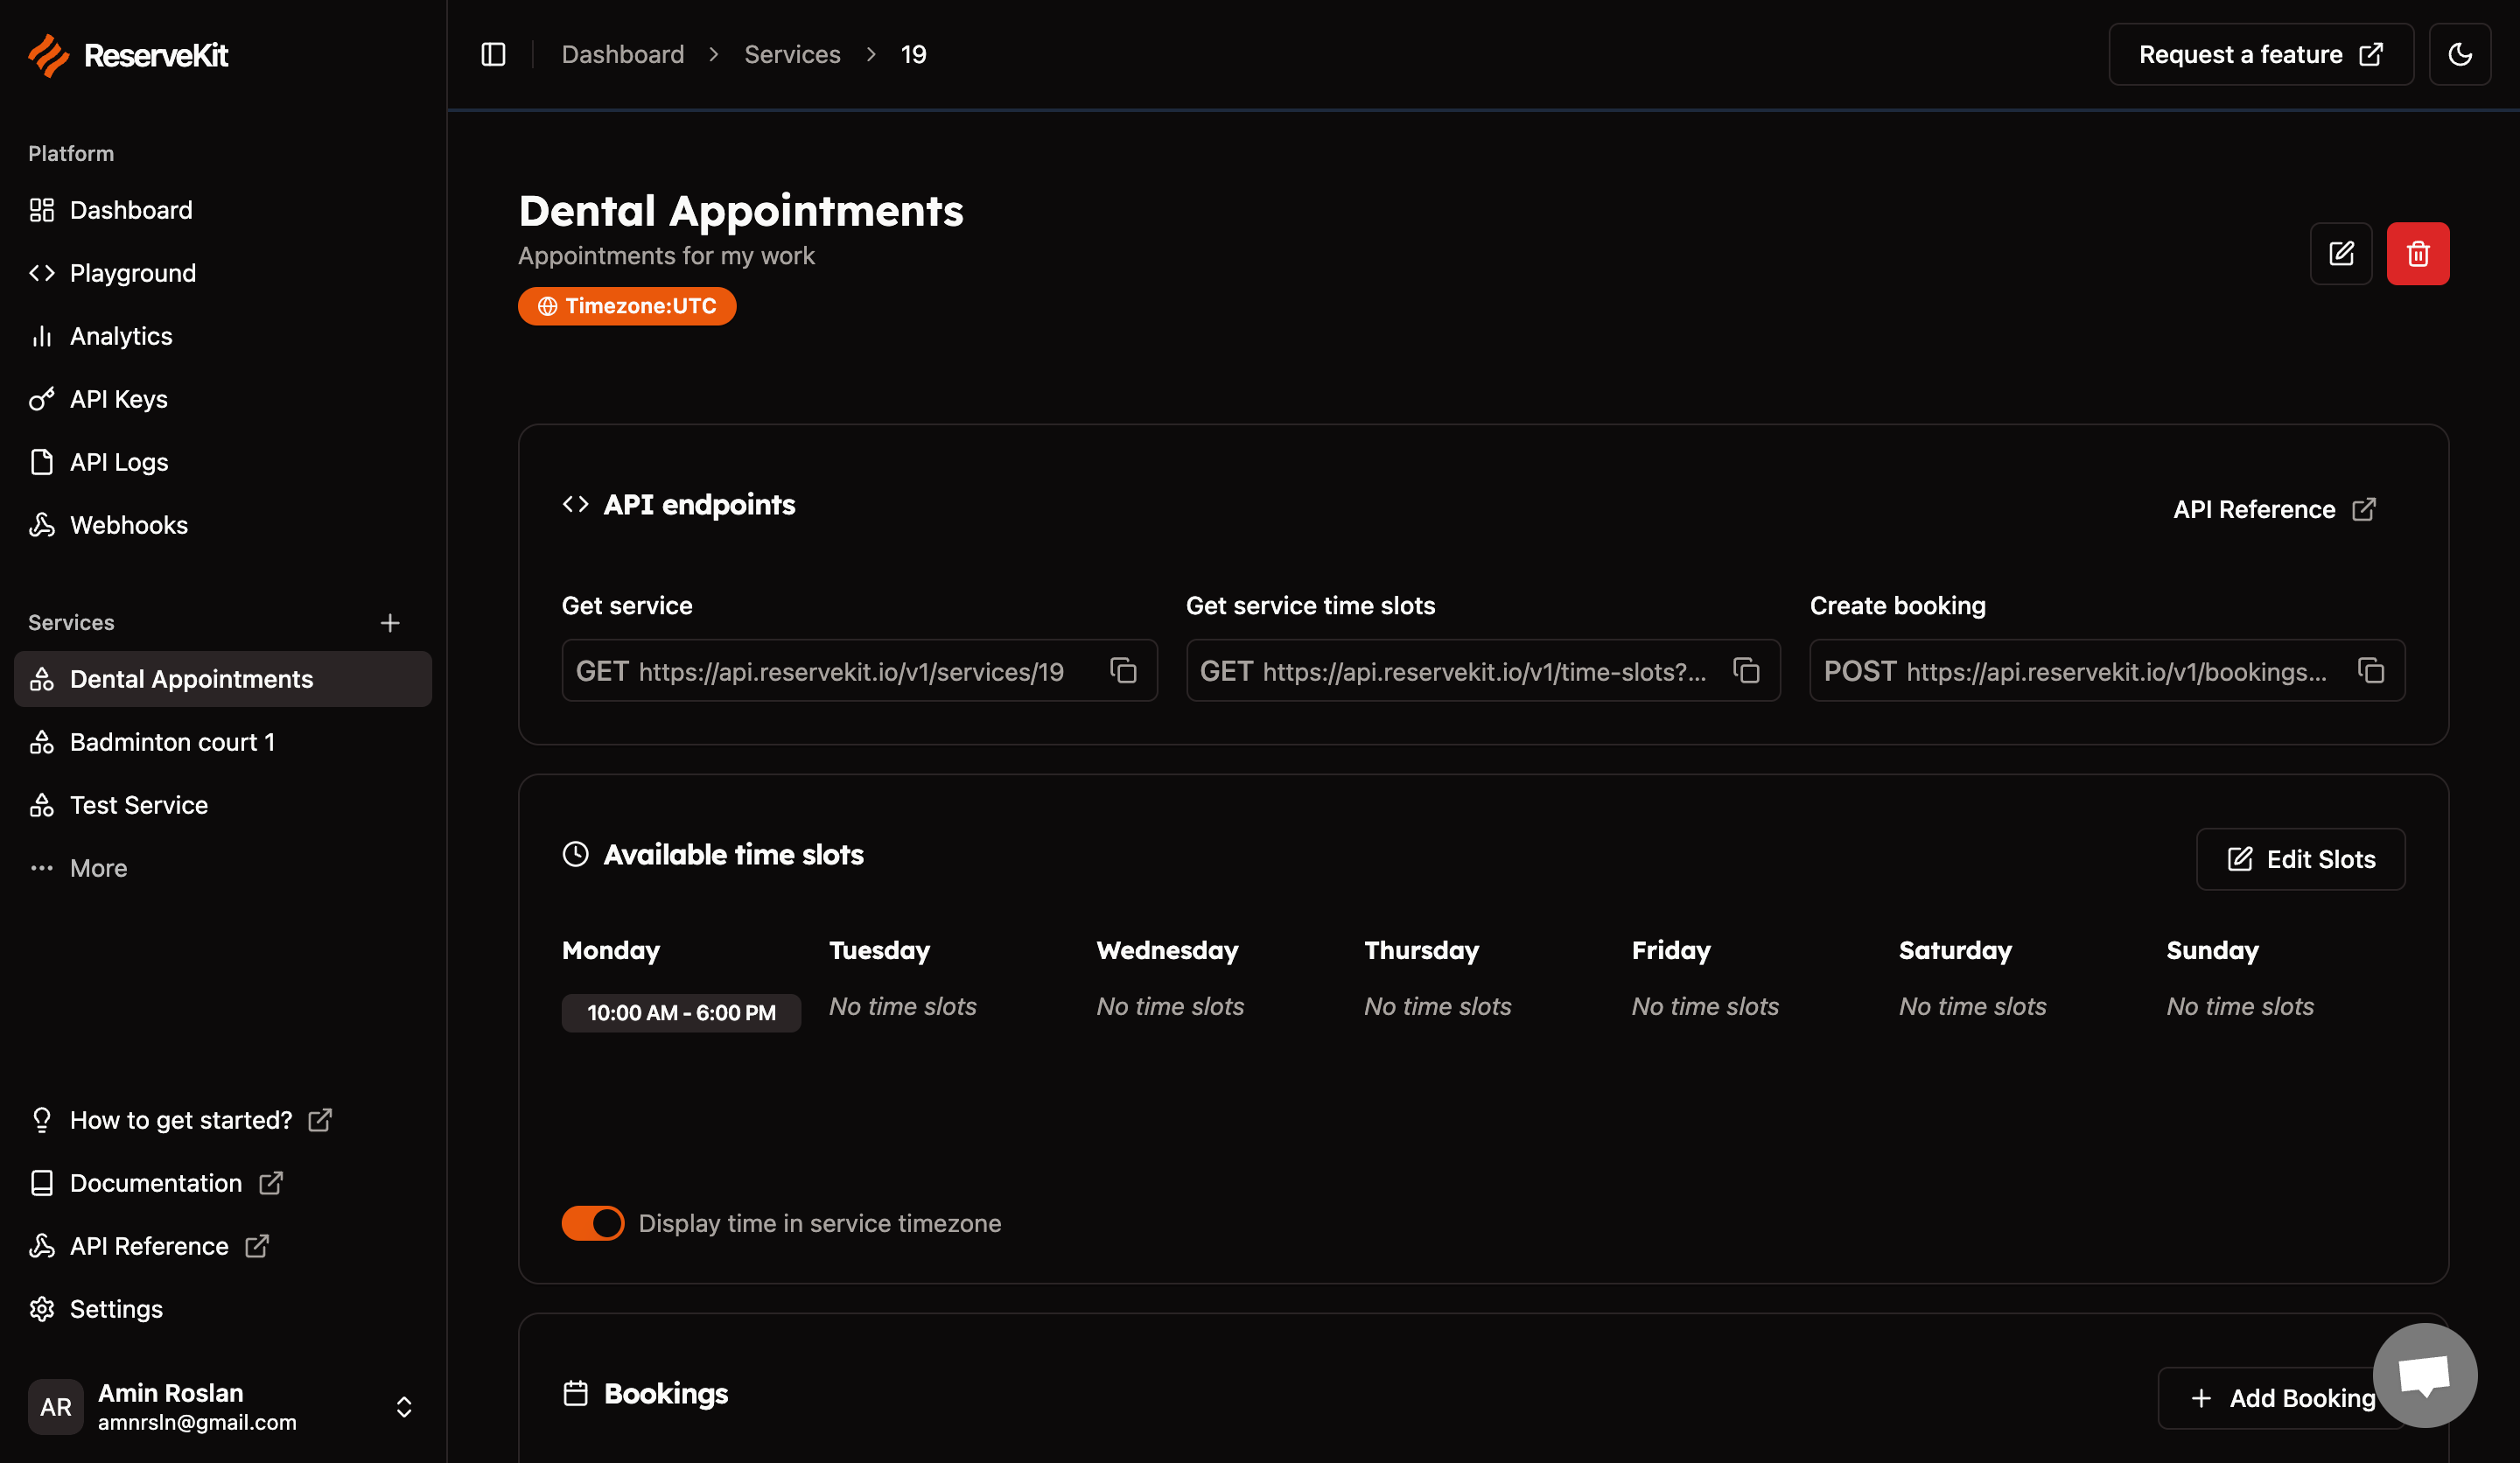 ReserveKit
Dashboard > Services > 19
Request a feature
Platform
Dashboard
Playground
Analytics
API Keys
API Logs
Webhooks
Services
Dental Appointments
Badminton court 1
Test Service
More
How to get started?
Documentation
API Reference
Settings
AR
Amin Roslan
amnrsln@gmail.com
Dental Appointments
Appointments for my work
Timezone:UTC
API endpoints
API Reference
Get service
GET https://api.reservekit.io/v1/services/19
Get service time slots
GET https://api.reservekit.io/v1/time-slots?...
Create booking
POST https://api.reservekit.io/v1/bookings...
Available time slots
Edit Slots
Monday
10:00 AM - 6:00 PM
Tuesday
No time slots
Wednesday
No time slots
Thursday
No time slots
Friday
No time slots
Saturday
No time slots
Sunday
No time slots
Display time in service timezone
Bookings
Add Booking